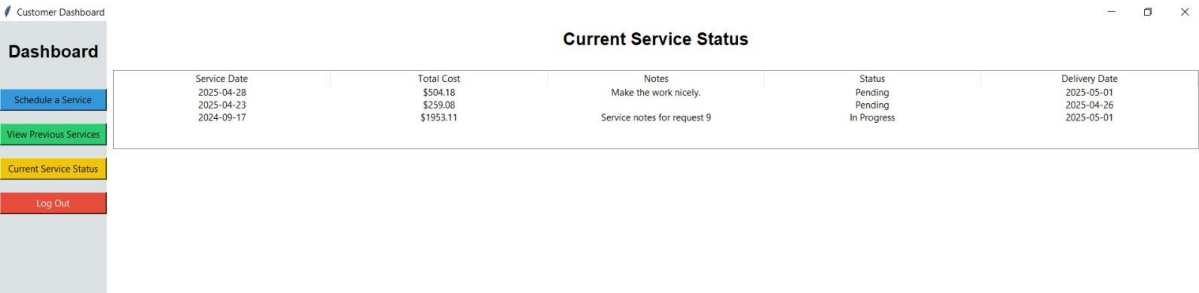 Customer Dashboard
Dashboard
Schedule a Service
View Previous Services
Current Service Status
Log Out
Current Service Status
Service Date Total Cost Notes Status Delivery Date
2025-04-28 $504.18 Make the work nicely. Pending 2025-05-01
2025-04-23 $259.08 Pending 2025-04-26
2024-09-17 $1953.11 Service notes for request 9 In Progress 2025-05-01